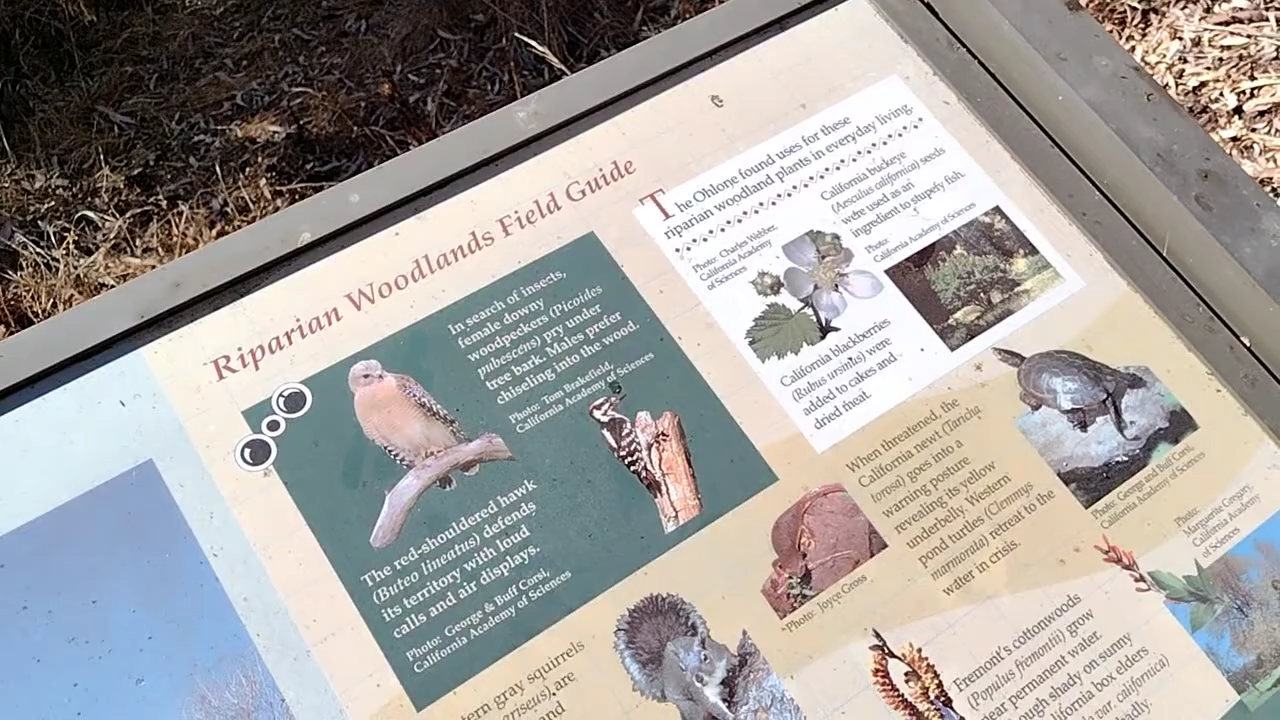 Riparian Woodlands Field Guide
In search of insects,
female downy
woodpeckers (Picoides
pubescens) pry under
tree bark. Males prefer
chiseling into the wood.
Photo: Tom Brakefield,
California Academy of Sciences
The red-shouldered hawk
(Buteo lineatus) defends
its territory with loud
calls and air displays.
Photo: George & Buff Corsi,
California Academy of Sciences
The Ohlone found uses for these
riparian woodland plants in everyday living.
Photo: Charles Webber,
California Academy
of Sciences
California buckeye
(Aesculus californica) seeds
were used as an
ingredient to stupefy fish.
Photo:
California Academy of Sciences
California blackberries
(Rubus ursinus) were
added to cakes and
dried meat.
When threatened, the
California newt (Taricha
torosa) goes into a
warning posture
revealing its yellow
underbelly. Western
pond turtles (Clemmys
marmorata) retreat to the
water in crisis.
Photo: George and Buff Corsi,
California Academy of Sciences
Photo: Joyce Gross
Photo:
Marguerite Gregory,
California Academy
of Sciences
tern gray squirrels
griseus), are
and
Fremont's cottonwoods
(Populus fremontii) grow
near permanent water.
ough shady on sunny
lifornia box elders
par. californica)
dly.